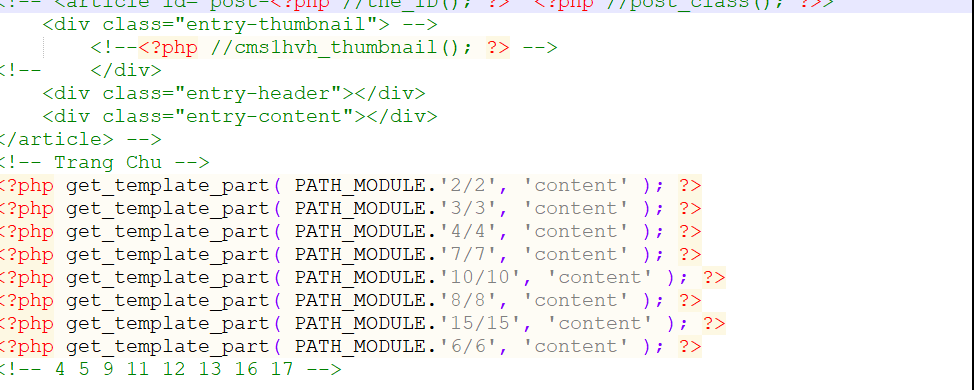 <!-- <article id="post-<?php //the_ID(); ?>" <?php //post_class(); ?>>
    <div class="entry-thumbnail"> -->
        <!--<?php //cms1hvh_thumbnail(); ?> -->
<!--    </div>
    <div class="entry-header"></div>
    <div class="entry-content"></div>
</article> -->
<!-- Trang Chu -->
<?php get_template_part( PATH_MODULE.'2/2', 'content' ); ?>
<?php get_template_part( PATH_MODULE.'3/3', 'content' ); ?>
<?php get_template_part( PATH_MODULE.'4/4', 'content' ); ?>
<?php get_template_part( PATH_MODULE.'7/7', 'content' ); ?>
<?php get_template_part( PATH_MODULE.'10/10', 'content' ); ?>
<?php get_template_part( PATH_MODULE.'8/8', 'content' ); ?>
<?php get_template_part( PATH_MODULE.'15/15', 'content' ); ?>
<?php get_template_part( PATH_MODULE.'6/6', 'content' ); ?>
<!-- 4 5 9 11 12 13 16 17 -->